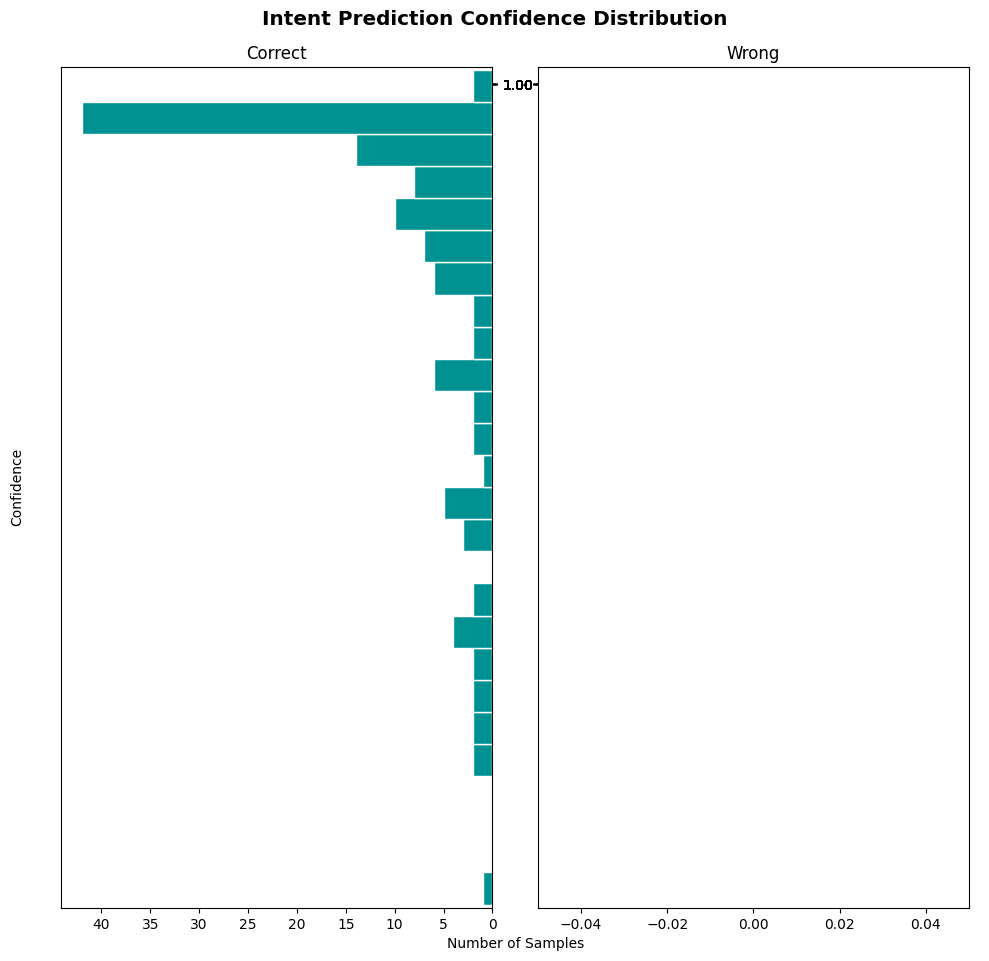 Intent Prediction Confidence Distribution
Correct
Wrong
1.00
Confidence
40 35 30 25 20 15 10 5 0
−0.04 −0.02 0.00 0.02 0.04
Number of Samples